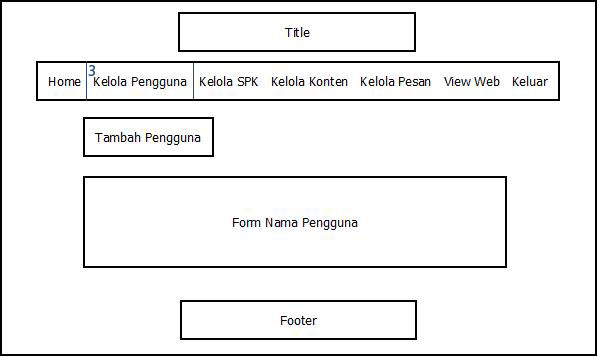 Title
Home 3 Kelola Pengguna Kelola SPK Kelola Konten Kelola Pesan View Web Keluar
Tambah Pengguna
Form Nama Pengguna
Footer